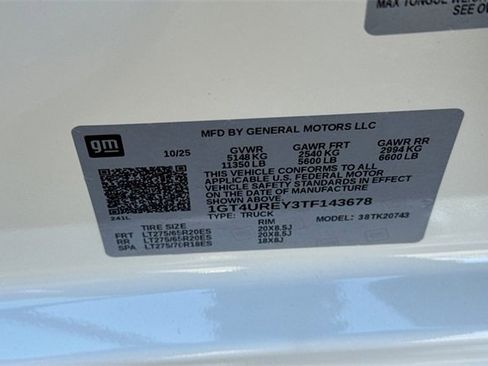 MAX TONGUE WEIGH
SEE O
gm
10/25
MFD BY GENERAL MOTORS LLC
GVWR GAWR FRT GAWR RR
5148 KG 2540 KG 2994 KG
11350 LB 5600 LB 6600 LB
THIS VEHICLE CONFORMS TO ALL
APPLICABLE U.S. FEDERAL MOTOR
VEHICLE SAFETY STANDARDS IN EFFECT
ON THE DATE OF MANUFACTURE
SHOWN ABOVE.
1GT4UREY3TF143678
TYPE: TRUCK MODEL: 38TK20743
241L
TIRE SIZE RIM
FRT LT275/65R20ES 20X8.5J
RR LT275/65R20ES 20X8.5J
SPA LT275/70R18ES 18X8J